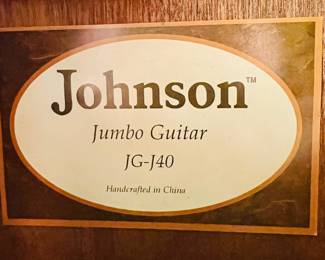 Johnson™
Jumbo Guitar
JG-J40
Handcrafted in China